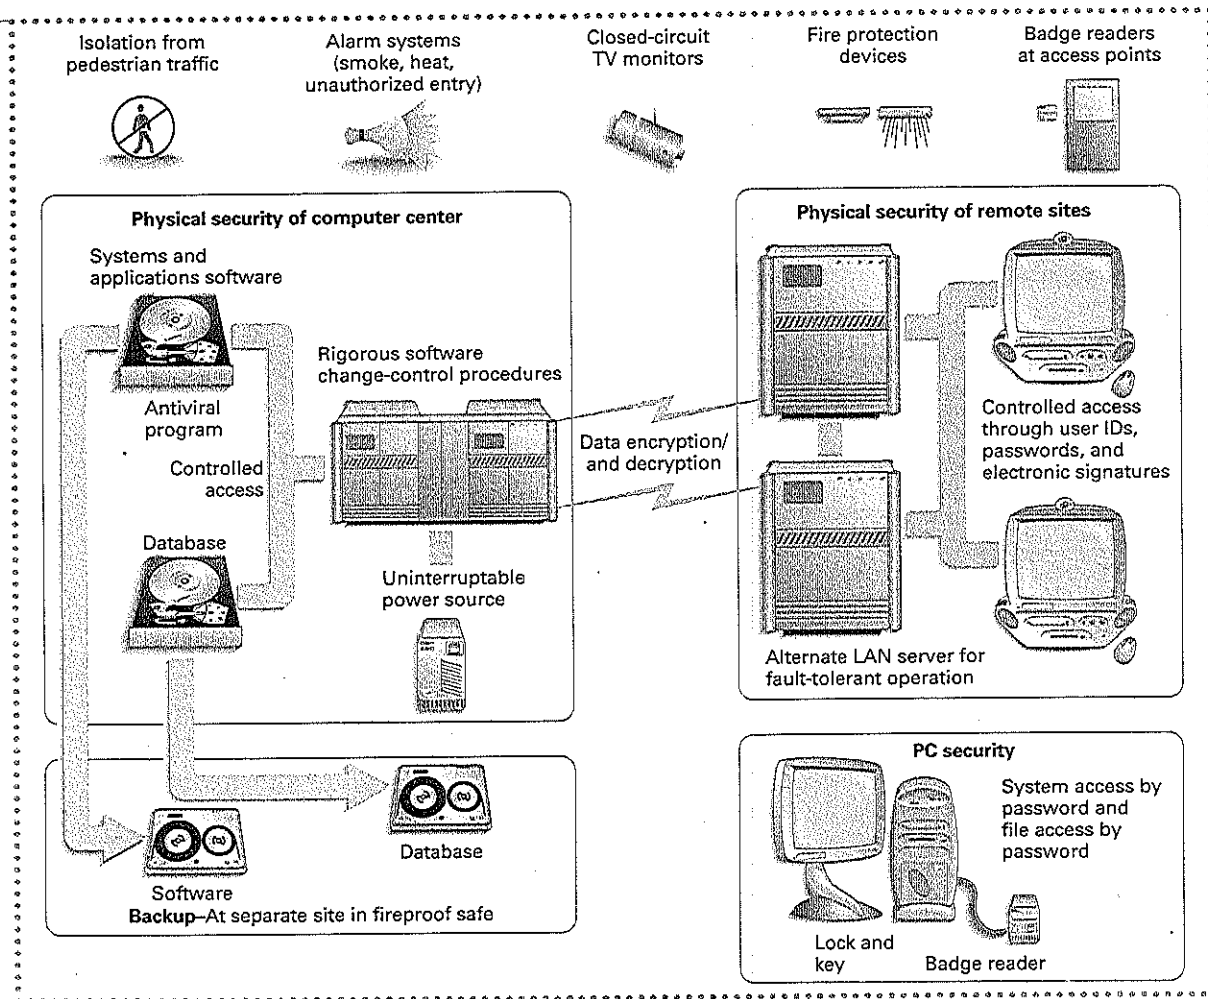 Isolation from
pedestrian traffic
Alarm systems
(smoke, heat,
unauthorized entry)
Closed-circuit
TV monitors
Fire protection
devices
Badge readers
at access points
Physical security of computer center
Systems and
applications software
Antiviral
program
Rigorous software
change-control procedures
Controlled
access
Database
Uninterruptable
power source
Data encryption/
and decryption
Physical security of remote sites
Controlled access
through user IDs,
passwords, and
electronic signatures
Alternate LAN server for
fault-tolerant operation
Database
Software
Backup–At separate site in fireproof safe
PC security
System access by
password and
file access by
password
Lock and
key
Badge reader